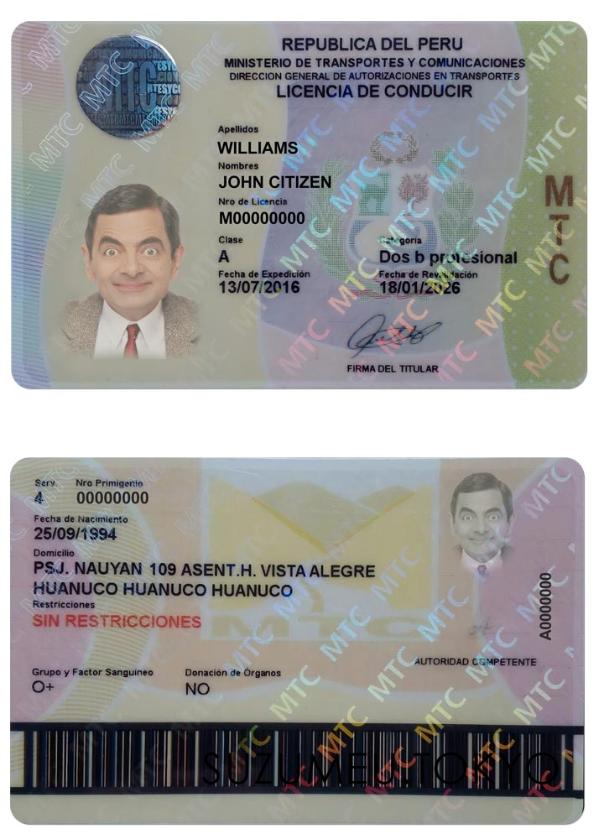 REPUBLICA DEL PERU
MINISTERIO DE TRANSPORTES Y COMUNICACIONES
DIRECCION GENERAL DE AUTORIZACIONES EN TRANSPORTES
LICENCIA DE CONDUCIR
MTC
Apellidos
WILLIAMS
Nombres
JOHN CITIZEN
Nro de Licencia
M00000000
Clase Categoria
A Dos b profesional
Fecha de Expedición Fecha de Revalidación
13/07/2016 18/01/2026
FIRMA DEL TITULAR
MTC
Serv. Nro Primigenio
4 00000000
Fecha de Nacimiento
25/09/1994
Domicilio
PSJ. NAUYAN 109 ASENT.H. VISTA ALEGRE
HUANUCO HUANUCO HUANUCO
Restricciones
SIN RESTRICCIONES
MTC
A0000000
AUTORIDAD COMPETENTE
Grupo y Factor Sanguineo Donación de Órganos
O+ NO